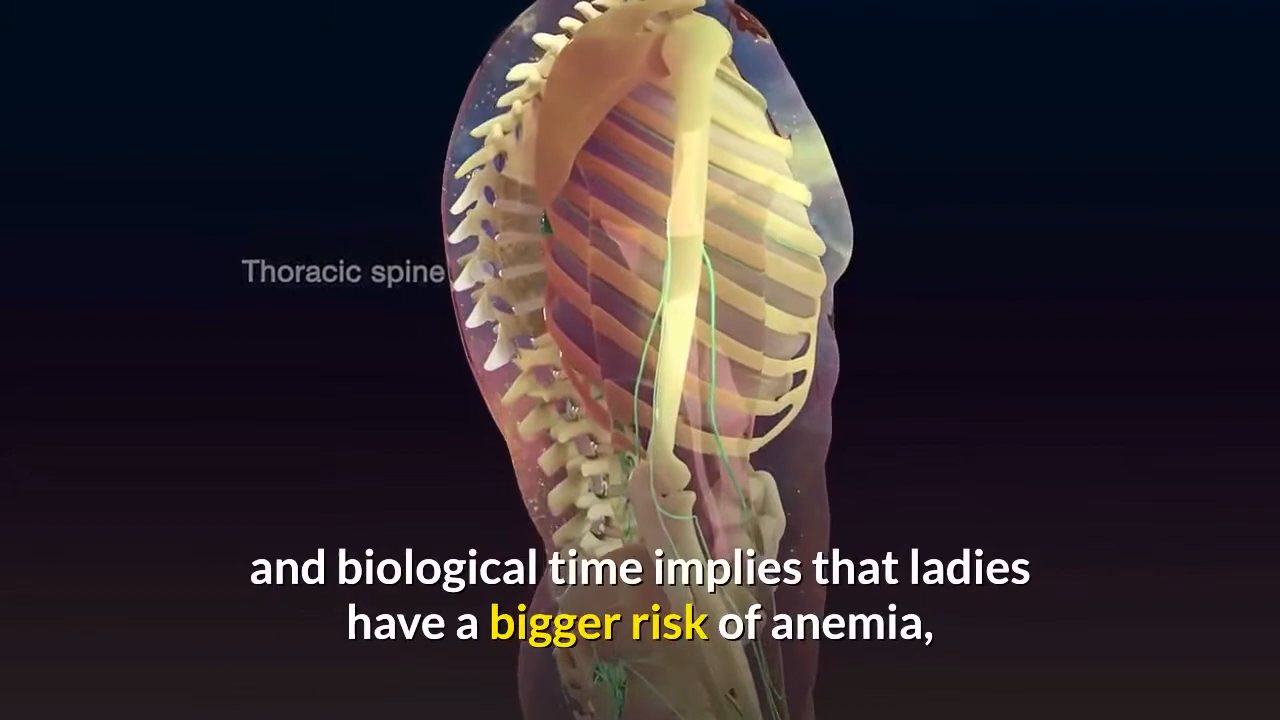 Thoracic spine
and biological time implies that ladies
have a bigger risk of anemia,